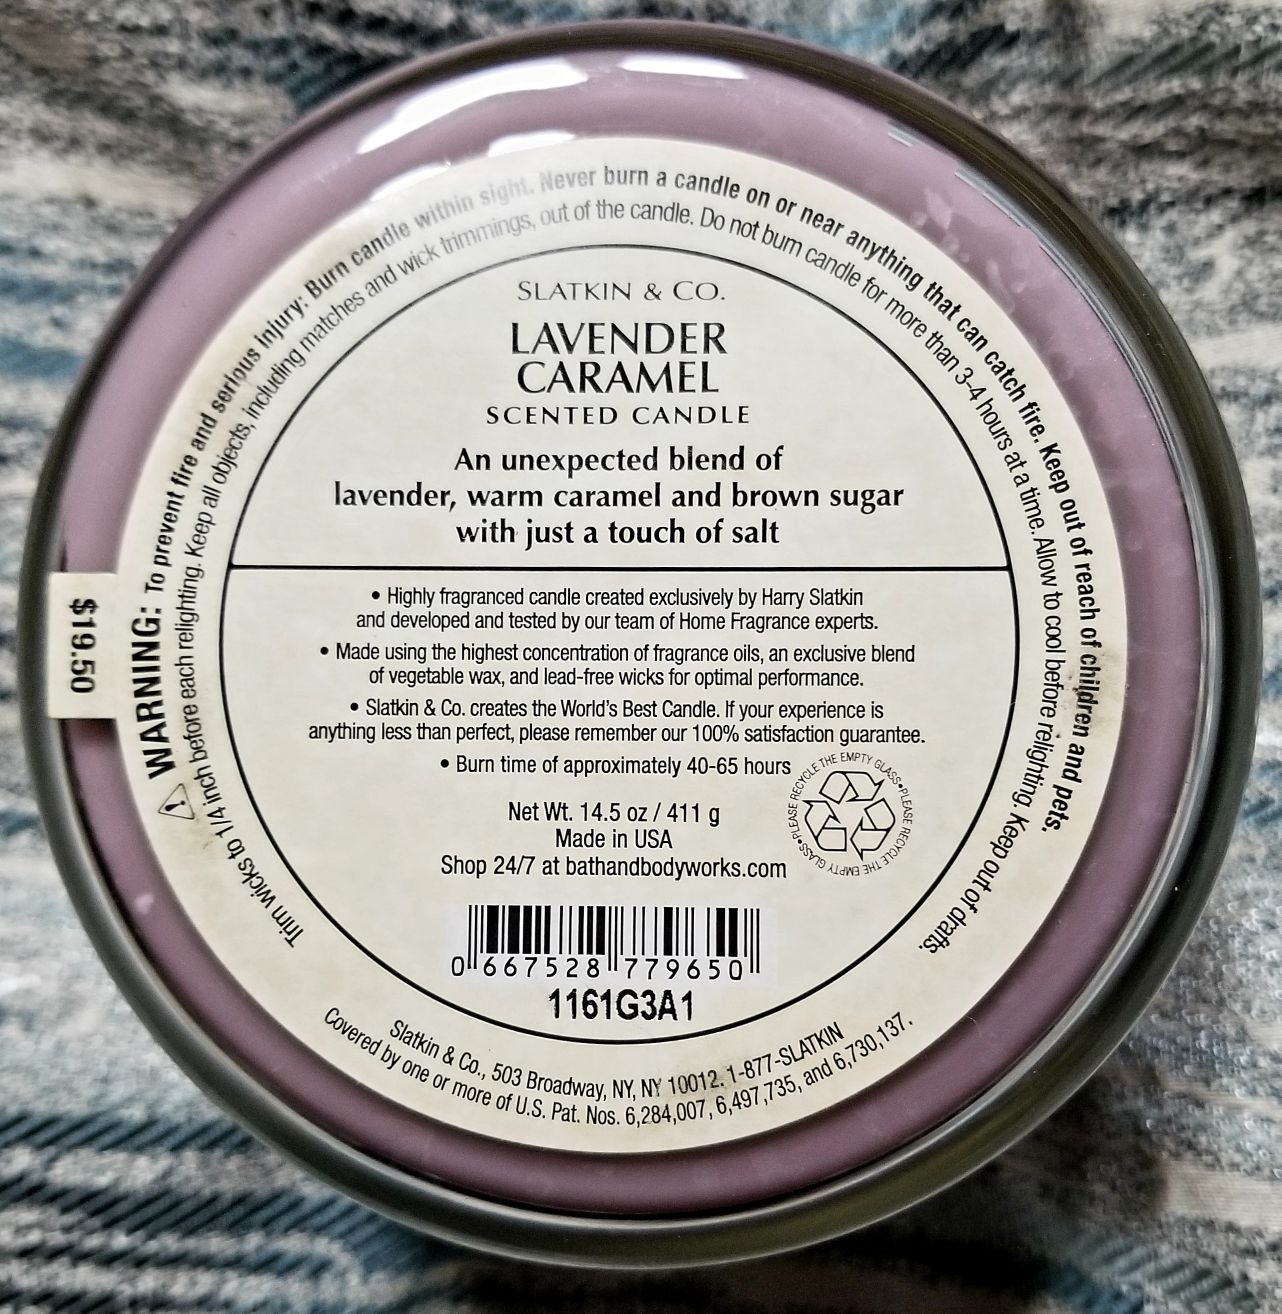 SLATKIN & CO.
LAVENDER
CARAMEL
SCENTED CANDLE
An unexpected blend of
lavender, warm caramel and brown sugar
with just a touch of salt
• Highly fragranced candle created exclusively by Harry Slatkin
and developed and tested by our team of Home Fragrance experts.
• Made using the highest concentration of fragrance oils, an exclusive blend
of vegetable wax, and lead-free wicks for optimal performance.
• Slatkin & Co. creates the World's Best Candle. If your experience is
anything less than perfect, please remember our 100% satisfaction guarantee.
• Burn time of approximately 40-65 hours
Net Wt. 14.5 oz / 411 g
Made in USA
Shop 24/7 at bathandbodyworks.com
PLEASE RECYCLE THE EMPTY GLASS•PLEASE RECYCLE THE EMPTY GLASS•
0 667528 779650
1161G3A1
WARNING: To prevent fire and serious injury: Burn candle within sight. Never burn a candle on or near anything that can catch fire. Keep out of reach of children and pets.
Trim wicks to 1/4 inch before each relighting. Keep all objects, including matches and wick trimmings, out of the candle. Do not burn candle for more than 3-4 hours at a time. Allow to cool before relighting. Keep out of drafts.
Slatkin & Co., 503 Broadway, NY, NY 10012. 1-877-SLATKIN
Covered by one or more of U.S. Pat. Nos. 6,284,007, 6,497,735, and 6,730,137.
$19.50